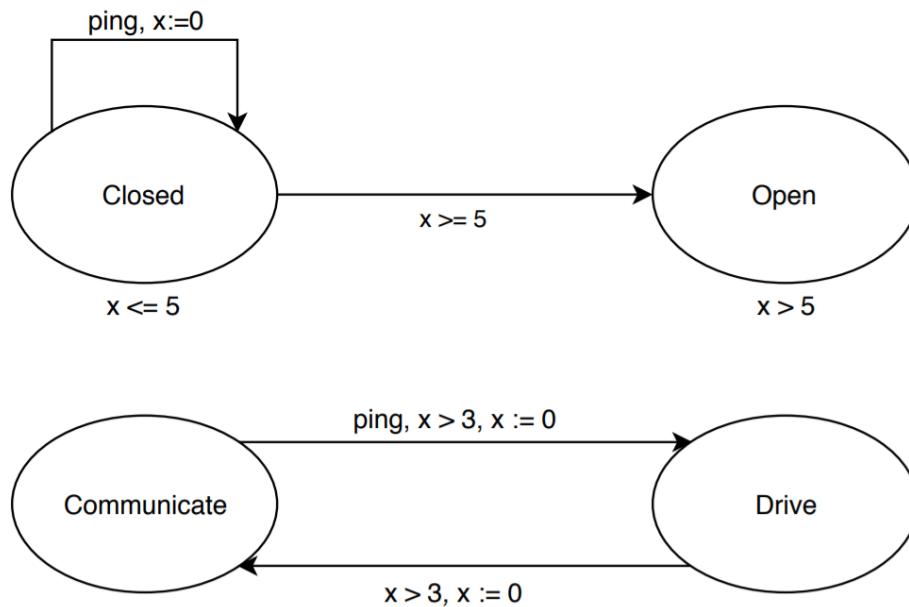 ping, x:=0
Closed
Open
x >= 5
x <= 5
x > 5
ping, x > 3, x := 0
Communicate
Drive
x > 3, x := 0